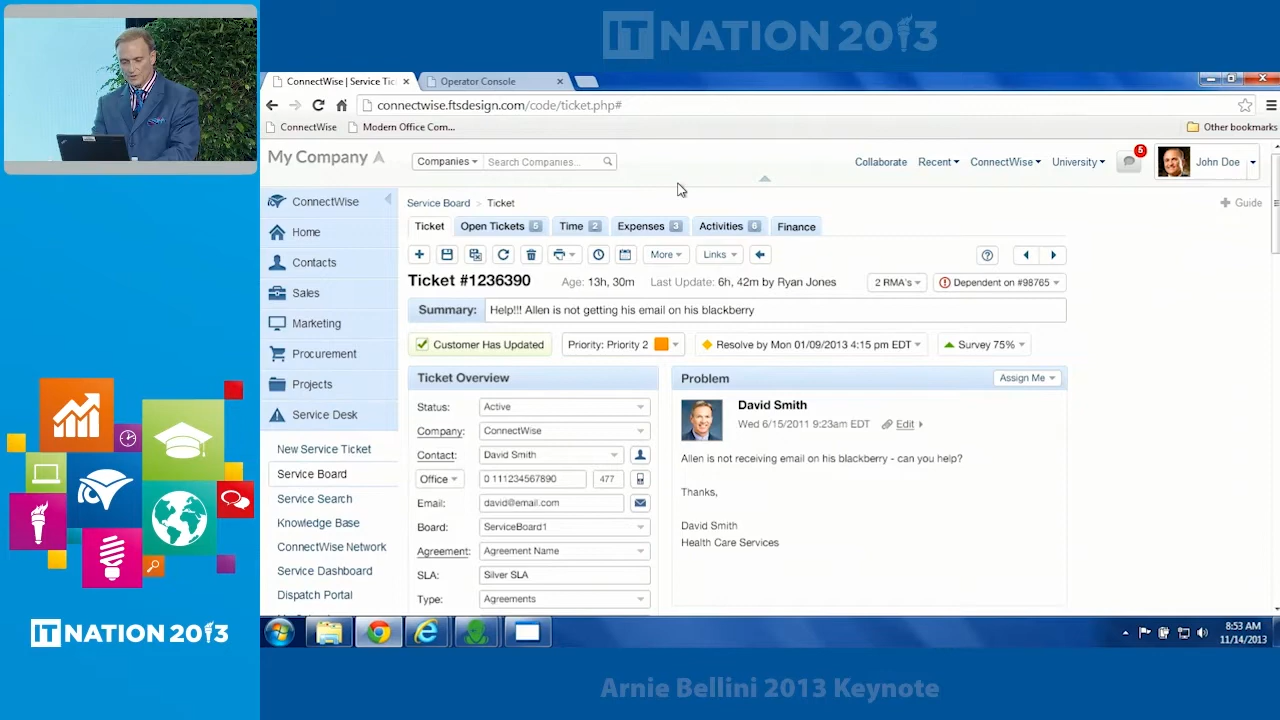 IT NATION 2013
ConnectWise | Service Tic × Operator Console ×
connectwise.ftsdesign.com/code/ticket.php#
ConnectWise Modern Office Com... Other bookmarks
My Company Companies Search Companies... Collaborate Recent ConnectWise University 5 John Doe
ConnectWise
Home
Contacts
Sales
Marketing
Procurement
Projects
Service Desk
New Service Ticket
Service Board
Service Search
Knowledge Base
ConnectWise Network
Service Dashboard
Dispatch Portal
Service Board > Ticket Guide
Ticket Open Tickets 5 Time 2 Expenses 3 Activities 6 Finance
More Links
Ticket #1236390 Age: 13h, 30m Last Update: 6h, 42m by Ryan Jones 2 RMA's Dependent on #98765
Summary: Help!!! Allen is not getting his email on his blackberry
Customer Has Updated Priority: Priority 2 Resolve by Mon 01/09/2013 4:15 pm EDT Survey 75%
Ticket Overview
Status: Active
Company: ConnectWise
Contact: David Smith
Office 0 111234567890 477
Email: david@email.com
Board: ServiceBoard1
Agreement: Agreement Name
SLA: Silver SLA
Type: Agreements
Problem Assign Me
David Smith
Wed 6/15/2011 9:23am EDT Edit
Allen is not receiving email on his blackberry - can you help?
Thanks,
David Smith
Health Care Services
8:53 AM
11/14/2013
IT NATION 2013
Arnie Bellini 2013 Keynote